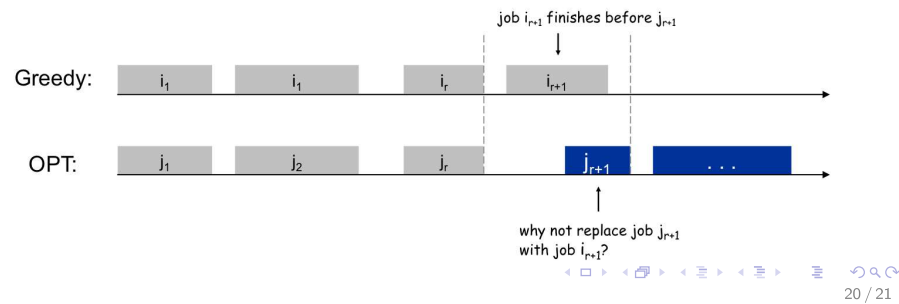 job i_{r+1} finishes before j_{r+1}
Greedy:
i_1 i_1 i_r i_{r+1}
OPT:
j_1 j_2 j_r j_{r+1} . . .
why not replace job j_{r+1}
with job i_{r+1}?
20 / 21